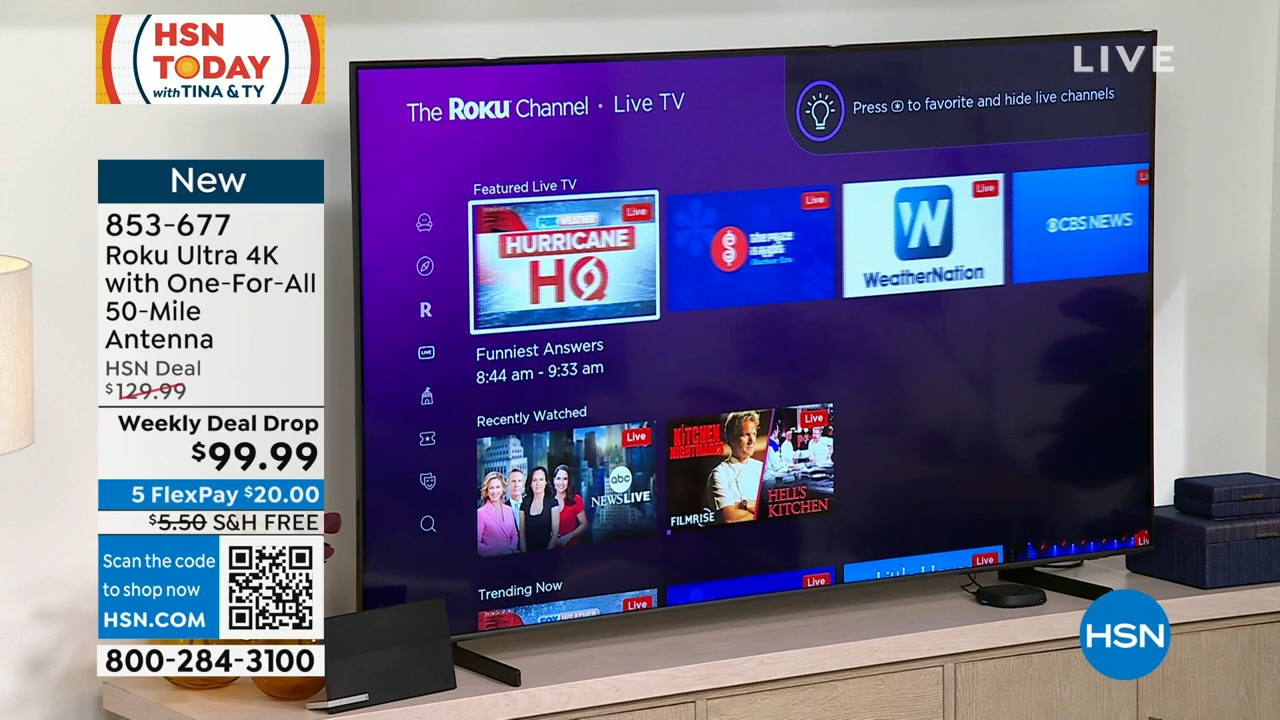 HSN
TODAY
with TINA & TY
New
853-677
Roku Ultra 4K
with One-For-All
50-Mile
Antenna
HSN Deal
$129.99
Weekly Deal Drop
$99.99
5 FlexPay $20.00
$5.50 S&H FREE
Scan the code
to shop now
HSN.COM
800-284-3100
LIVE
The Roku Channel • Live TV
Press to favorite and hide live channels
Featured Live TV
Live
FOX WEATHER
HURRICANE
HQ
Live
Live
W
WeatherNation
CBS NEWS
Funniest Answers
8:44 am - 9:33 am
R
LIVE
Recently Watched
Live
abc
NEWS LIVE
Live
KITCHEN
NIGHTMARES
FILMRISE
HELL'S
KITCHEN
Trending Now
Live
FOX WEATHER
Live
Live
HSN